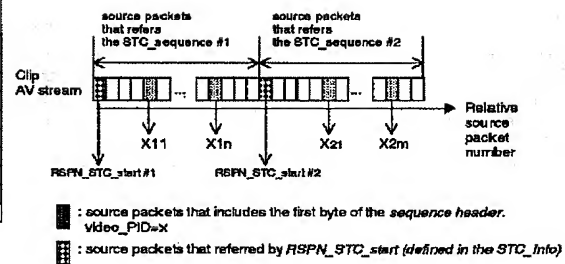 source packets
that refers
the STC_sequence #1
source packets
that refers
the STC_sequence #2
Clip
AV stream
...
...
...
Relative
source
packet
number
X11
X1n
X21
X2m
RSPN_STC_start #1
RSPN_STC_start #2
: source packets that includes the first byte of the sequence header.
video_PID=x
: source packets that referred by RSPN_STC_start (defined in the STC_Info)